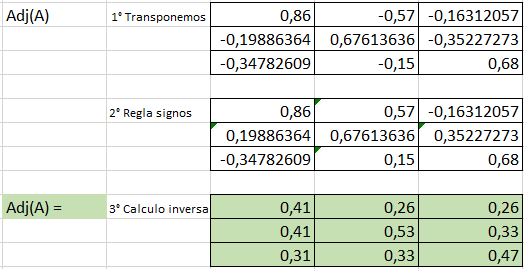 Adj(A) 1° Transponemos 0,86 -0,57 -0,16312057
-0,19886364 0,67613636 -0,35227273
-0,34782609 -0,15 0,68
2° Regla signos 0,86 0,57 -0,16312057
0,19886364 0,67613636 0,35227273
-0,34782609 0,15 0,68
Adj(A) = 3° Calculo inversa 0,41 0,26 0,26
0,41 0,53 0,33
0,31 0,33 0,47